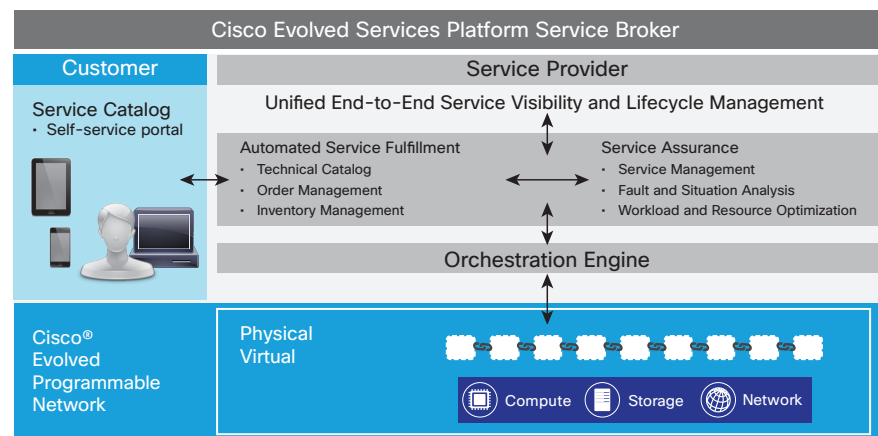 Cisco Evolved Services Platform Service Broker
Customer
Service Provider
Service Catalog
• Self-service portal
Unified End-to-End Service Visibility and Lifecycle Management
Automated Service Fulfillment
• Technical Catalog
• Order Management
• Inventory Management
Service Assurance
• Service Management
• Fault and Situation Analysis
• Workload and Resource Optimization
Orchestration Engine
Cisco®
Evolved
Programmable
Network
Physical
Virtual
Compute
Storage
Network